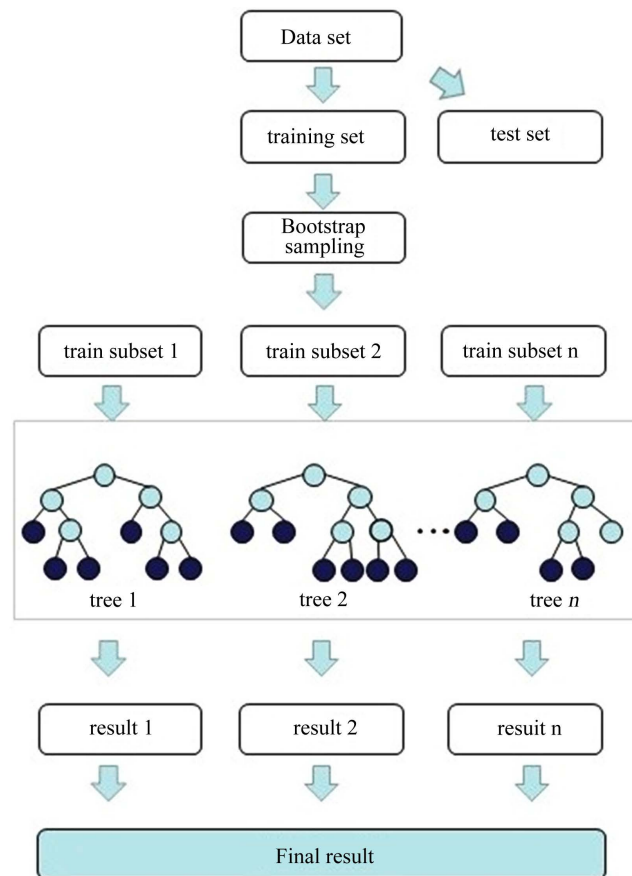 Data set
training set
test set
Bootstrap
sampling
train subset 1
train subset 2
train subset n
...
tree 1
tree 2
tree n
result 1
result 2
resuit n
Final result